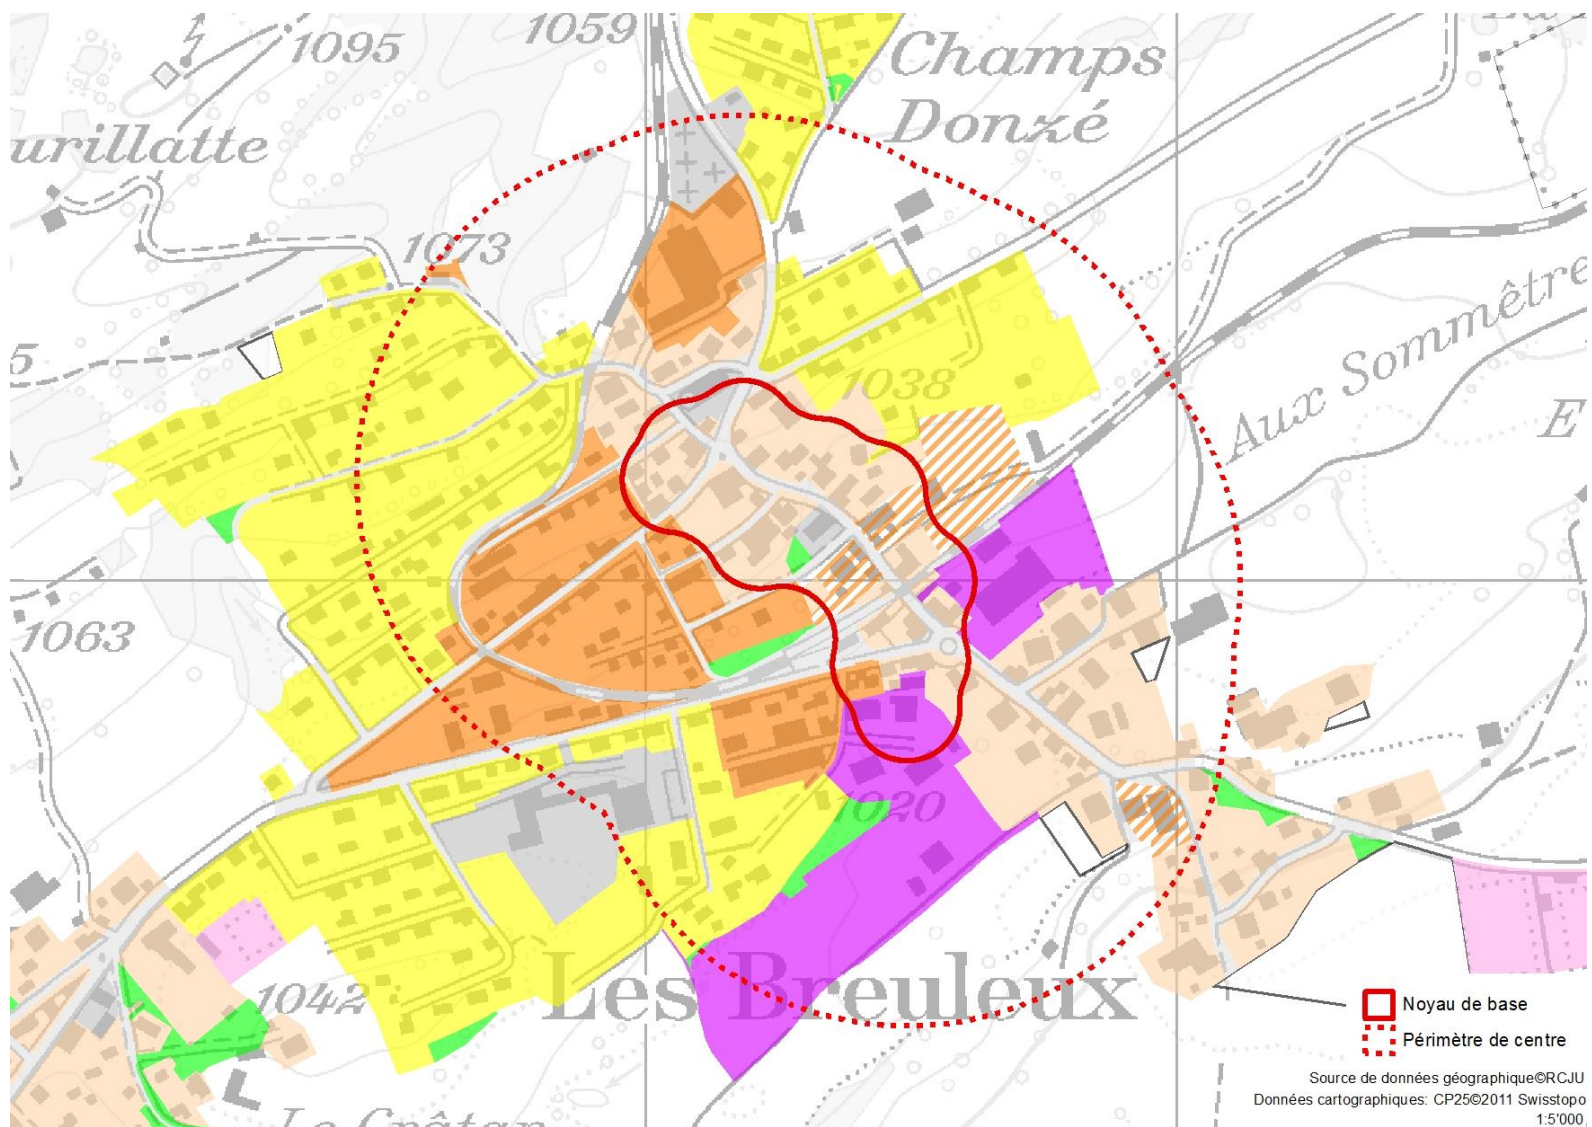 1095
1059
Champs
Donzé
urillatte
1073
Aux Sommêtre
5
1038
E
1063
1020
Les Breuleux
1042
Noyau de base
Périmètre de centre
Source de données géographique©RCJU
Données cartographiques: CP25©2011 Swisstopo
1:5'000